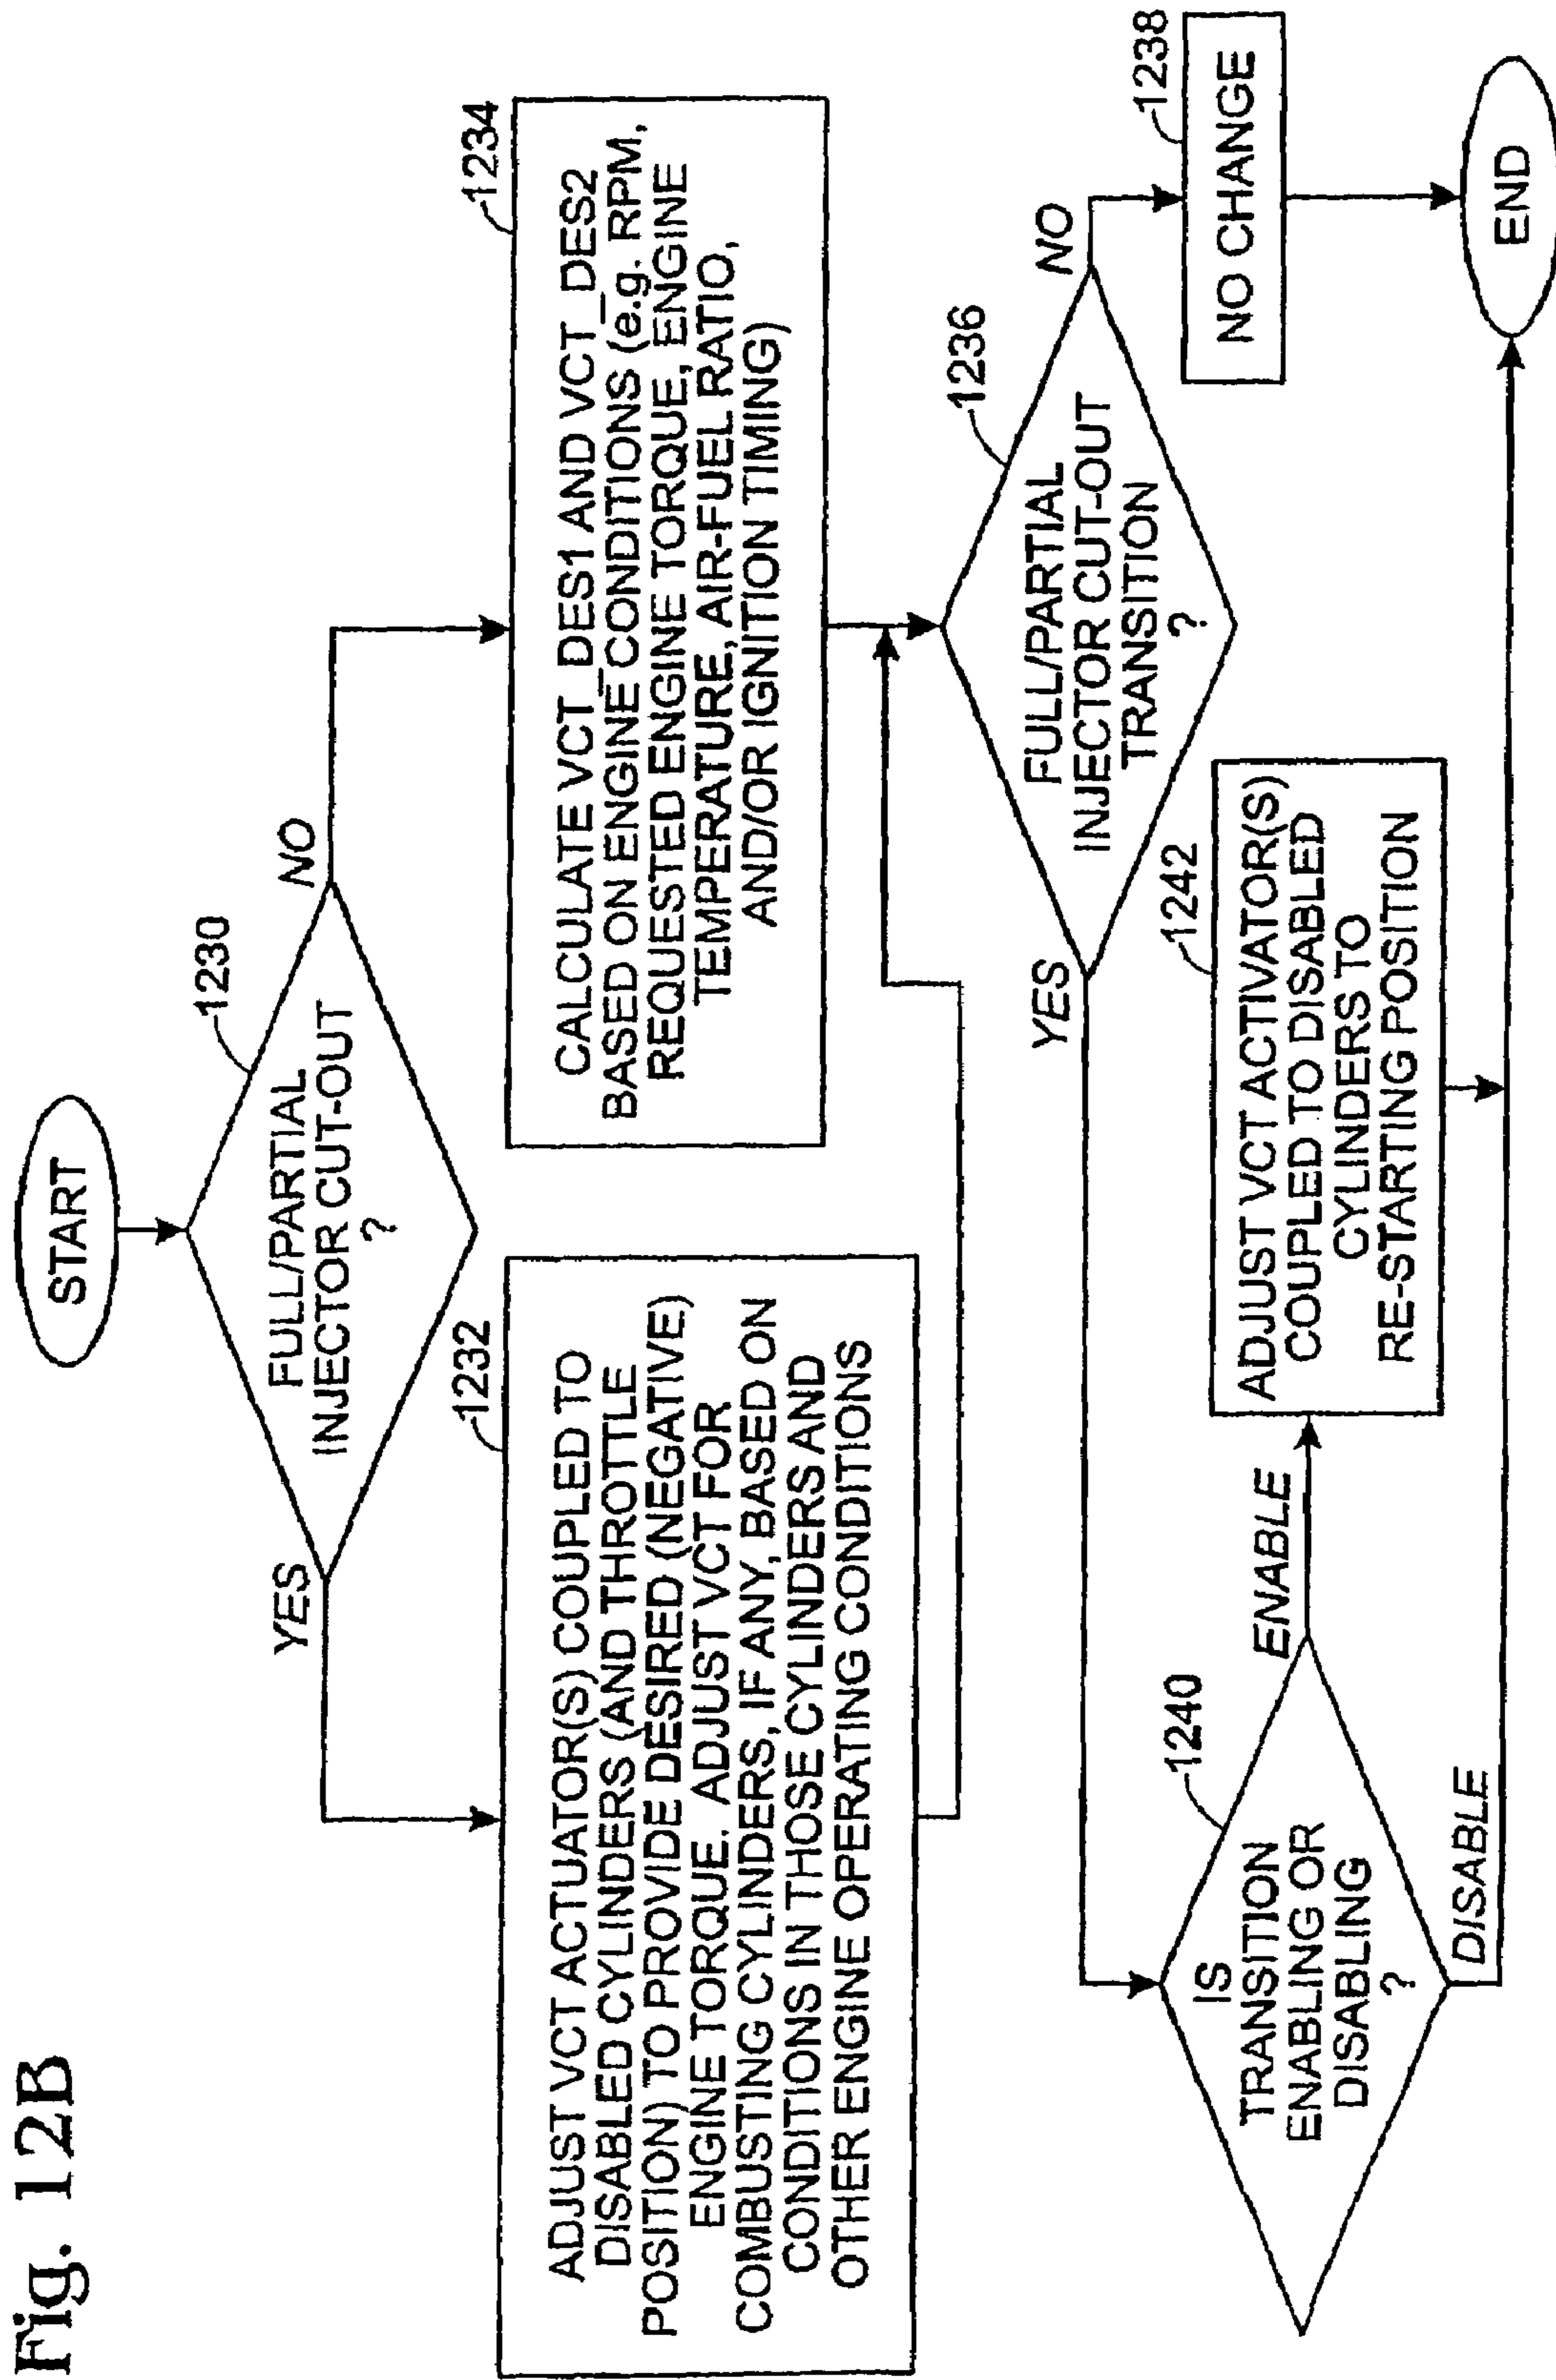 Fig. 12B
START
FULL/PARTIAL
INJECTOR CUT-OUT
?
1230
YES
NO
1232
ADJUST VCT ACTUATOR(S) COUPLED TO
DISABLED CYLINDERS (AND THROTTLE
POSITION) TO PROVIDE DESIRED (NEGATIVE)
ENGINE TORQUE. ADJUST VCT FOR
COMBUSTING CYLINDERS, IF ANY, BASED ON
CONDITIONS IN THOSE CYLINDERS AND
OTHER ENGINE OPERATING CONDITIONS
1234
CALCULATE VCT_DES1 AND VCT_DES2
BASED ON ENGINE CONDITIONS (e.g. RPM,
REQUESTED ENGINE TORQUE, ENGINE
TEMPERATURE, AIR-FUEL RATIO,
AND/OR IGNITION TIMING)
FULL/PARTIAL
INJECTOR CUT-OUT
TRANSITION
?
1236
YES
NO
1238
NO CHANGE
IS
TRANSITION
ENABLING OR
DISABLING
?
1240
ENABLE
DISABLE
1242
ADJUST VCT ACTIVATOR(S)
COUPLED TO DISABLED
CYLINDERS TO
RE-STARTING POSITION
END